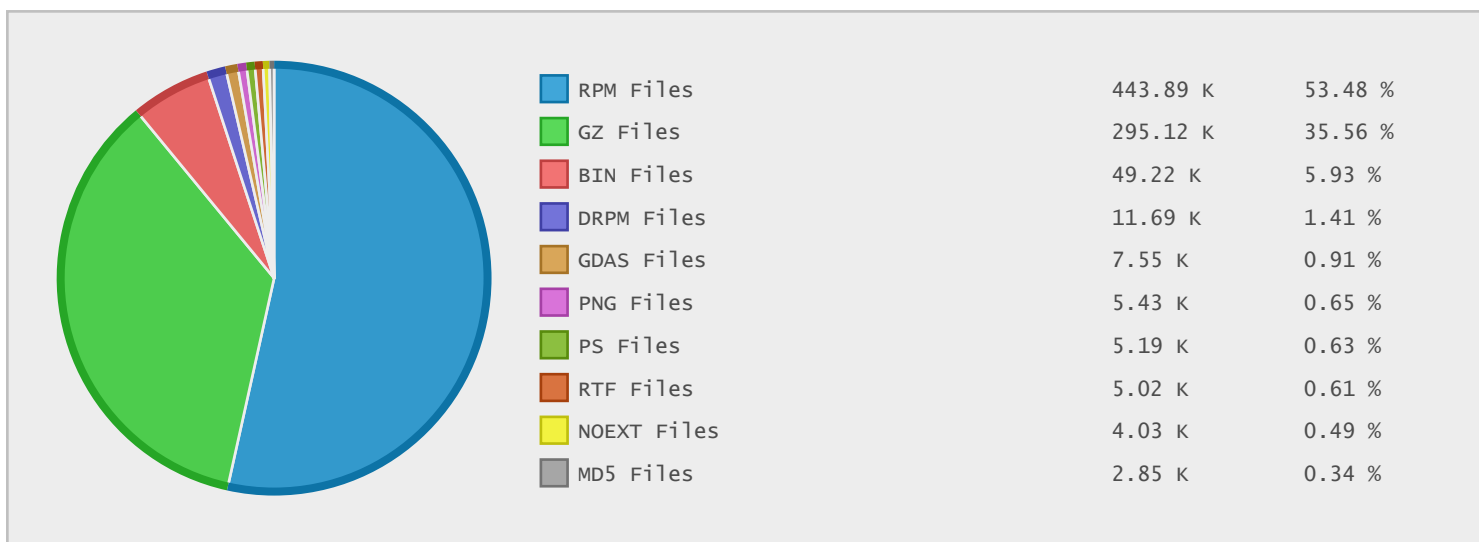 RPM Files 443.89 K 53.48 %
GZ Files 295.12 K 35.56 %
BIN Files 49.22 K 5.93 %
DRPM Files 11.69 K 1.41 %
GDAS Files 7.55 K 0.91 %
PNG Files 5.43 K 0.65 %
PS Files 5.19 K 0.63 %
RTF Files 5.02 K 0.61 %
NOEXT Files 4.03 K 0.49 %
MD5 Files 2.85 K 0.34 %